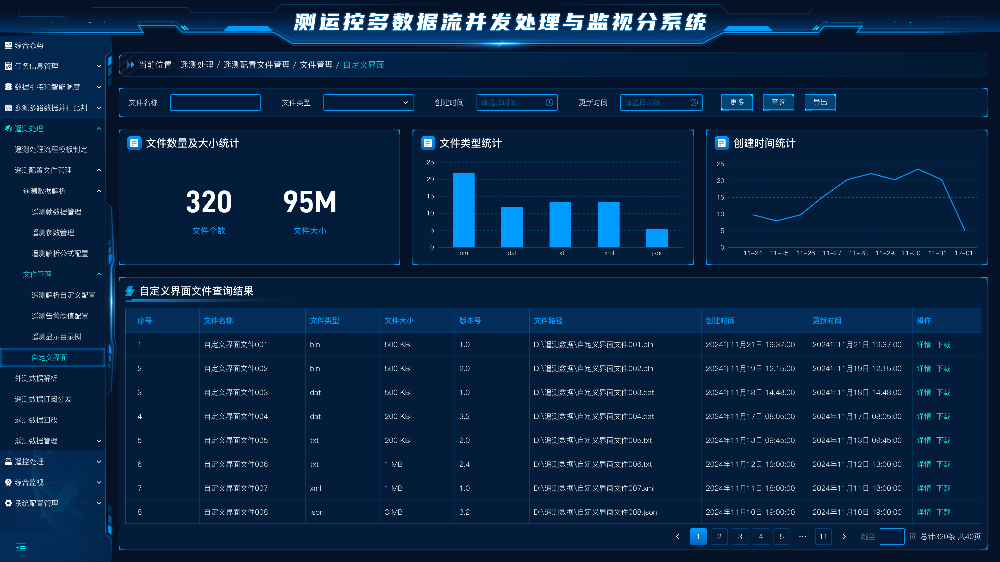 测运控多数据流并发处理与监视分系统
综合态势
任务信息管理
数据引接和智能调度
多源多路数据并行比判
遥测处理
遥测处理流程模板制定
遥测配置文件管理
遥测数据解析
遥测帧数据管理
遥测参数管理
遥测解析公式配置
文件管理
遥测解析自定义配置
遥测告警阈值配置
遥测显示目录树
自定义界面
外测数据解析
遥测数据订阅分发
遥测数据回放
遥测数据管理
遥控处理
综合监视
系统配置管理
当前位置：遥测处理 / 遥测配置文件管理 / 文件管理 / 自定义界面
文件名称 文件类型 创建时间 请选择时间 更新时间 请选择时间 更多 查询 导出
文件数量及大小统计
320 95M
文件个数 文件大小
文件类型统计
25
20
15
10
5
0
bin dat txt xml json
创建时间统计
25
20
15
10
5
0
11-24 11-25 11-26 11-27 11-28 11-29 11-30 11-31 12-01
自定义界面文件查询结果
序号 文件名称 文件类型 文件大小 版本号 文件路径 创建时间 更新时间 操作
1 自定义界面文件001 bin 500 KB 1.0 D:\遥测数据\自定义界面文件001.bin 2024年11月21日 19:37:00 2024年11月21日 19:37:00 详情 下载
2 自定义界面文件002 bin 500 KB 2.0 D:\遥测数据\自定义界面文件002.bin 2024年11月19日 12:15:00 2024年11月19日 12:15:00 详情 下载
3 自定义界面文件003 dat 500 KB 1.0 D:\遥测数据\自定义界面文件003.dat 2024年11月18日 14:48:00 2024年11月18日 14:48:00 详情 下载
4 自定义界面文件004 dat 200 KB 3.2 D:\遥测数据\自定义界面文件004.dat 2024年11月17日 08:05:00 2024年11月17日 08:05:00 详情 下载
5 自定义界面文件005 txt 200 KB 2.0 D:\遥测数据\自定义界面文件005.txt 2024年11月13日 09:45:00 2024年11月13日 09:45:00 详情 下载
6 自定义界面文件006 txt 1 MB 2.4 D:\遥测数据\自定义界面文件006.txt 2024年11月12日 13:00:00 2024年11月12日 13:00:00 详情 下载
7 自定义界面文件007 xml 1 MB 1.0 D:\遥测数据\自定义界面文件007.xml 2024年11月11日 18:00:00 2024年11月11日 18:00:00 详情 下载
8 自定义界面文件008 json 3 MB 3.2 D:\遥测数据\自定义界面文件008.json 2024年11月10日 19:00:00 2024年11月10日 19:00:00 详情 下载
1 2 3 4 5 ··· 11 跳至 页 总计320条 共40页